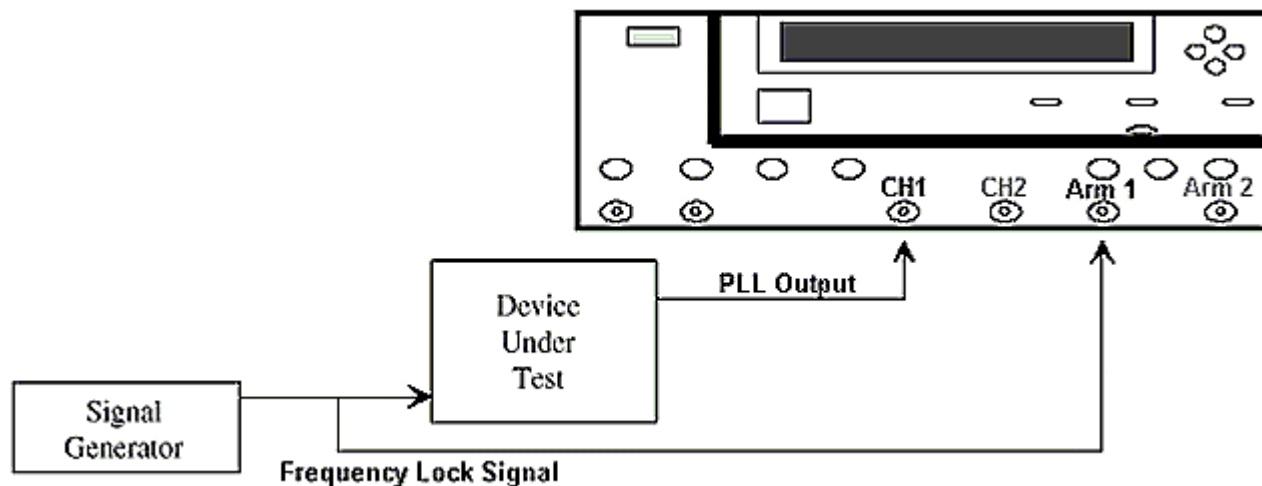 CH1
CH2
Arm 1
Arm 2
PLL Output
Device
Under
Test
Signal
Generator
Frequency Lock Signal